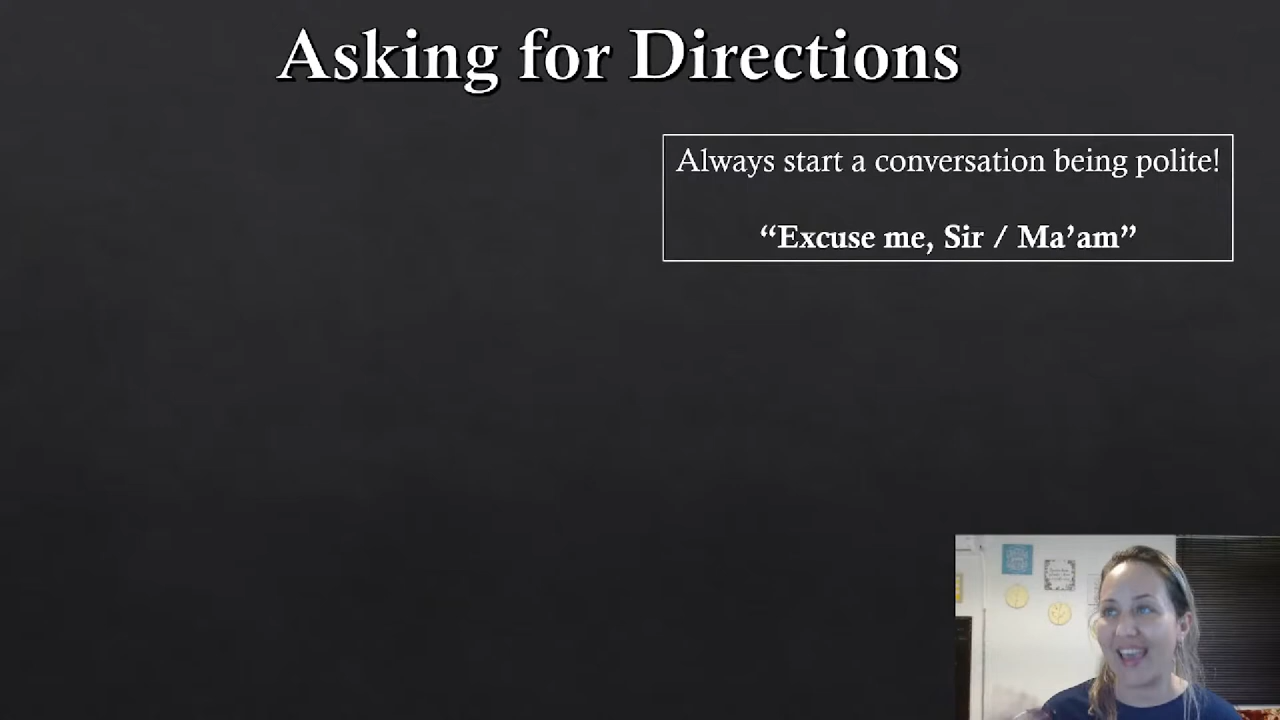 Asking for Directions
Always start a conversation being polite!
“Excuse me, Sir / Ma’am”